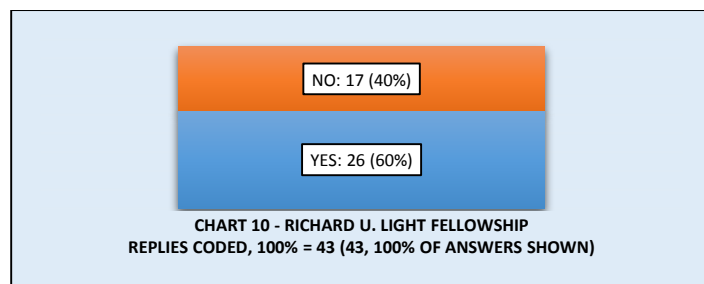 NO: 17 (40%)
YES: 26 (60%)
CHART 10 - RICHARD U. LIGHT FELLOWSHIP
REPLIES CODED, 100% = 43 (43, 100% OF ANSWERS SHOWN)